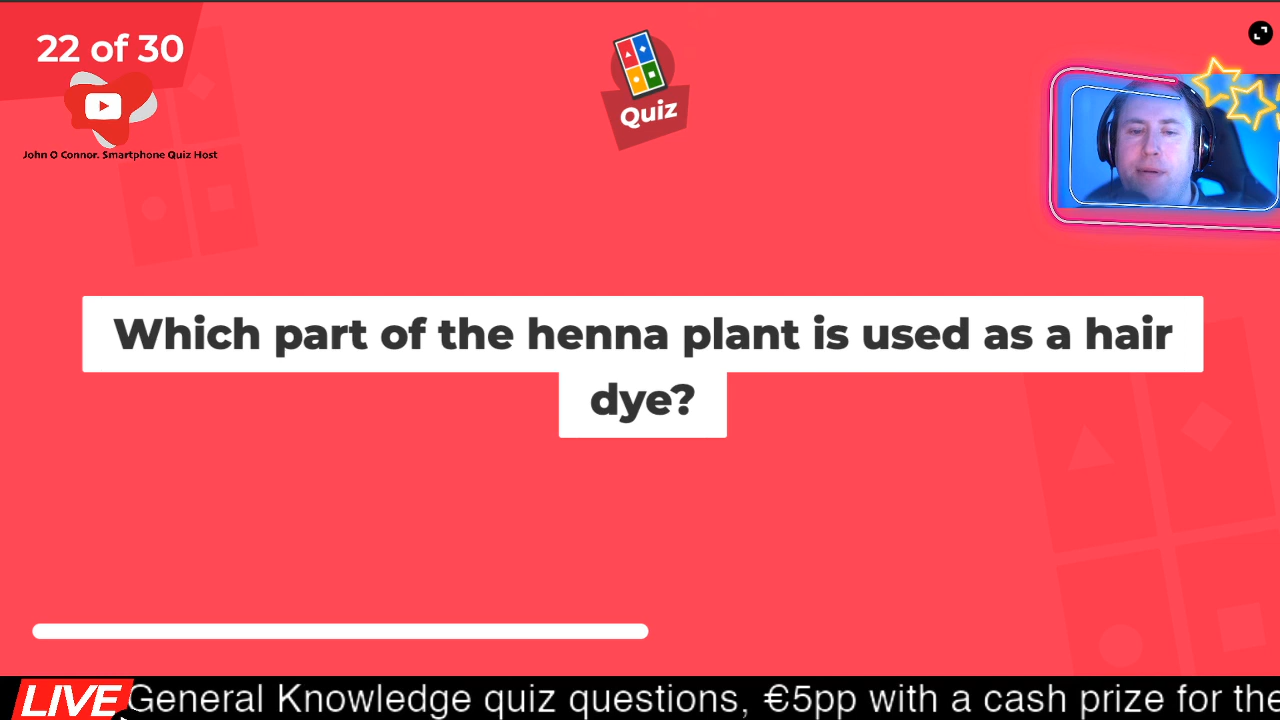 22 of 30
Quiz
John O Connor. Smartphone Quiz Host
Which part of the henna plant is used as a hair
dye?
LIVE General Knowledge quiz questions, €5pp with a cash prize for the